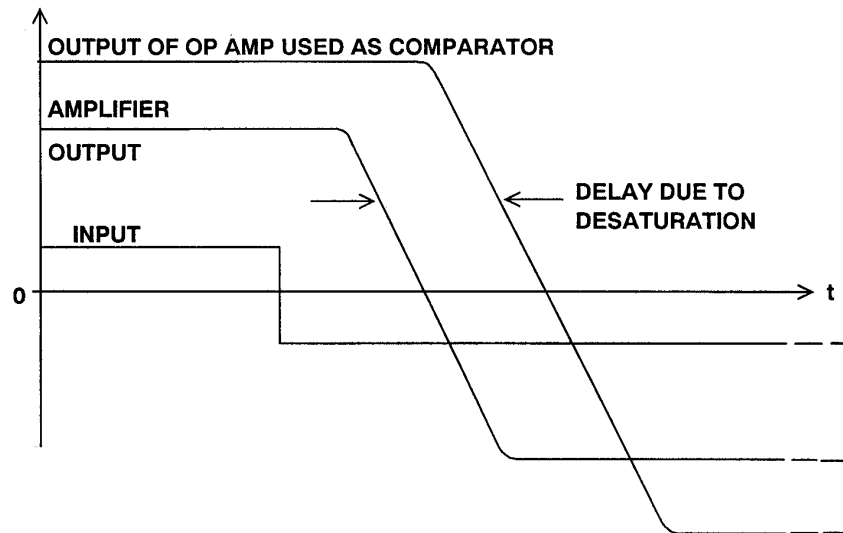 OUTPUT OF OP AMP USED AS COMPARATOR
AMPLIFIER
OUTPUT
DELAY DUE TO
DESATURATION
INPUT
0
t